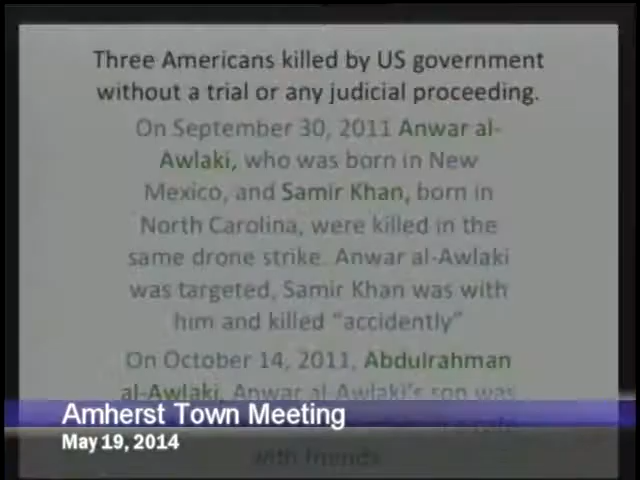 Three Americans killed by US government
without a trial or any judicial proceeding.
On September 30, 2011 Anwar al-
Awlaki, who was born in New
Mexico, and Samir Khan, born in
North Carolina, were killed in the
same drone strike. Anwar al-Awlaki
was targeted, Samir Khan was with
him and killed “accidently”
On October 14, 2011, Abdulrahman
al-Awlaki, Anwar al-Awlaki's son was
with friends
Amherst Town Meeting
May 19, 2014